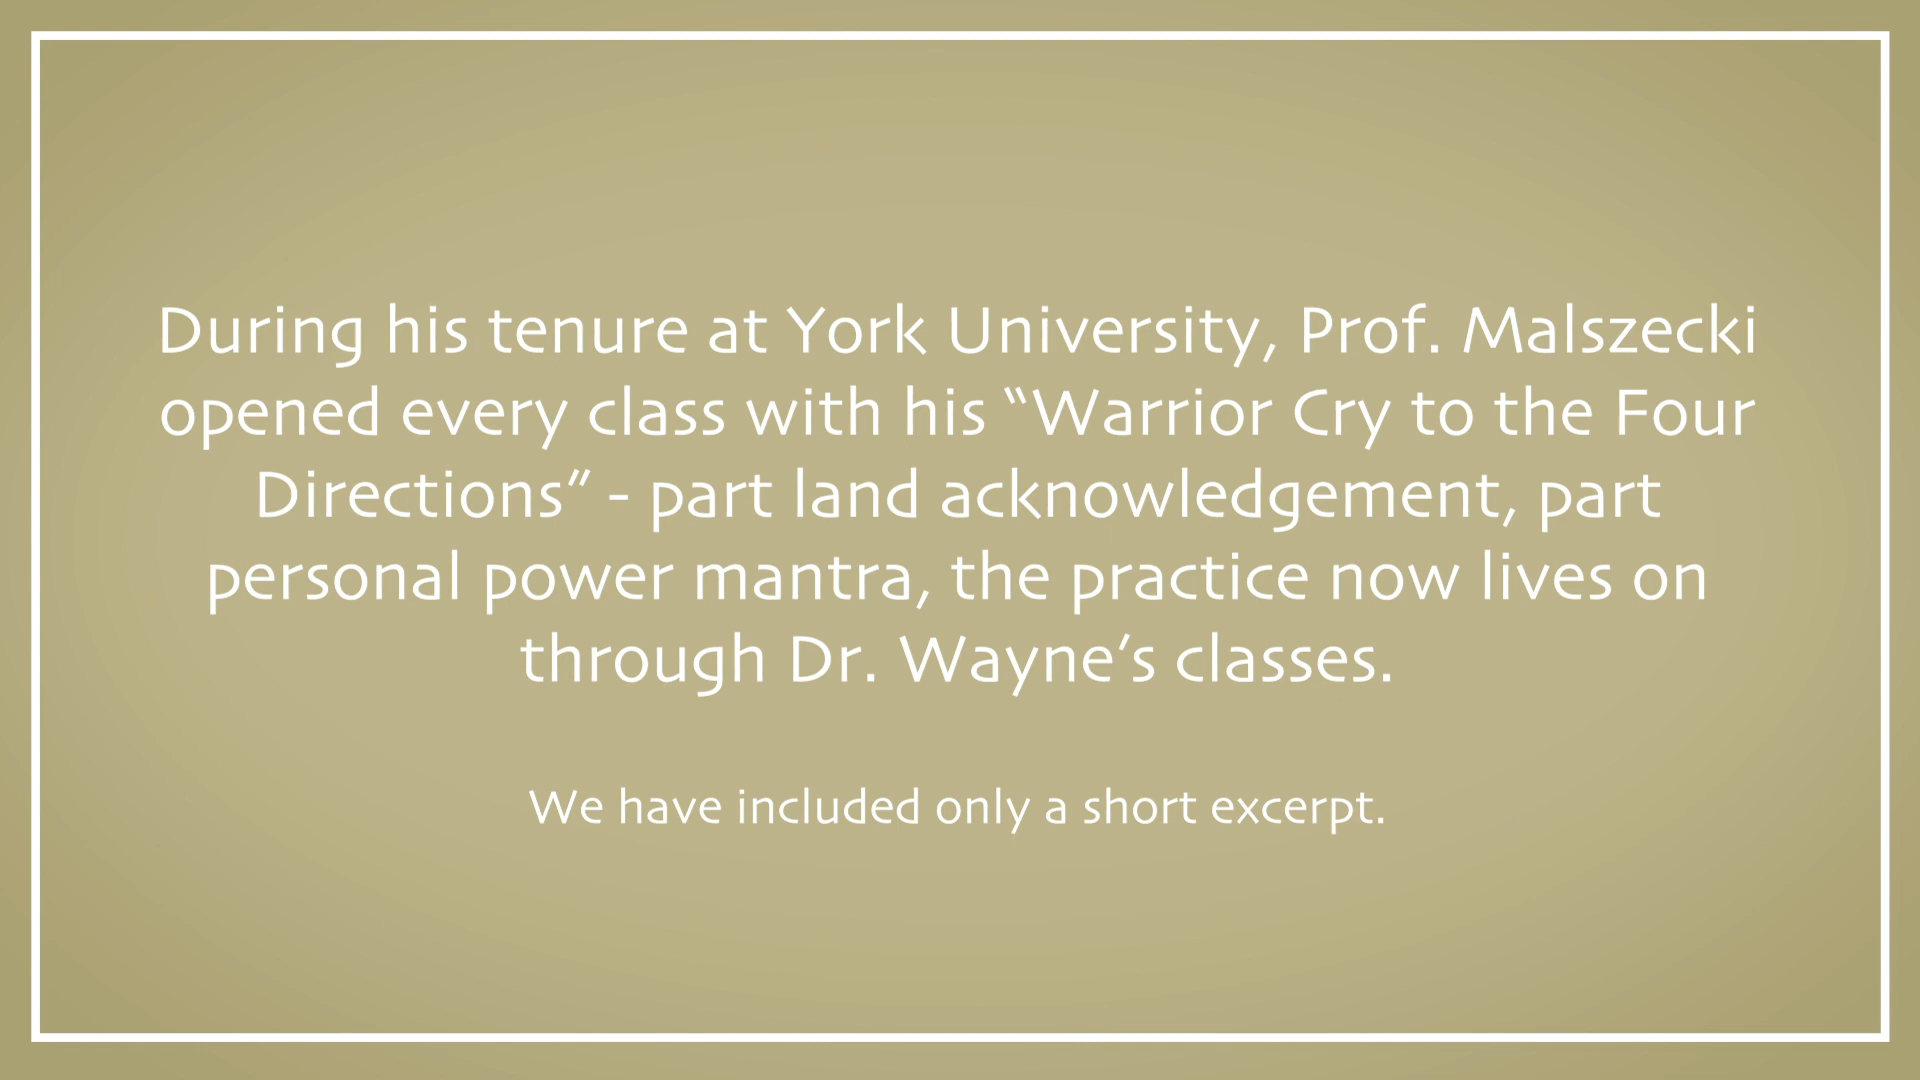 During his tenure at York University, Prof. Malszecki
opened every class with his “Warrior Cry to the Four
Directions” - part land acknowledgement, part
personal power mantra, the practice now lives on
through Dr. Wayne’s classes.
We have included only a short excerpt.